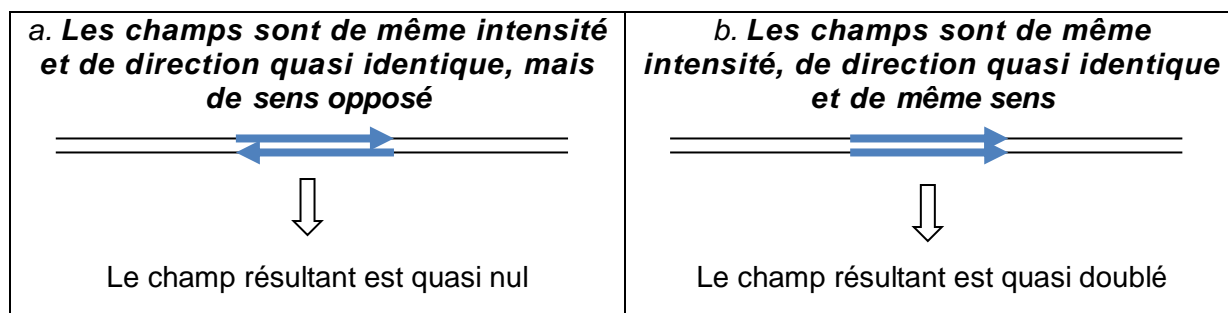 a. Les champs sont de même intensité
et de direction quasi identique, mais
de sens opposé
Le champ résultant est quasi nul
b. Les champs sont de même
intensité, de direction quasi identique
et de même sens
Le champ résultant est quasi doublé